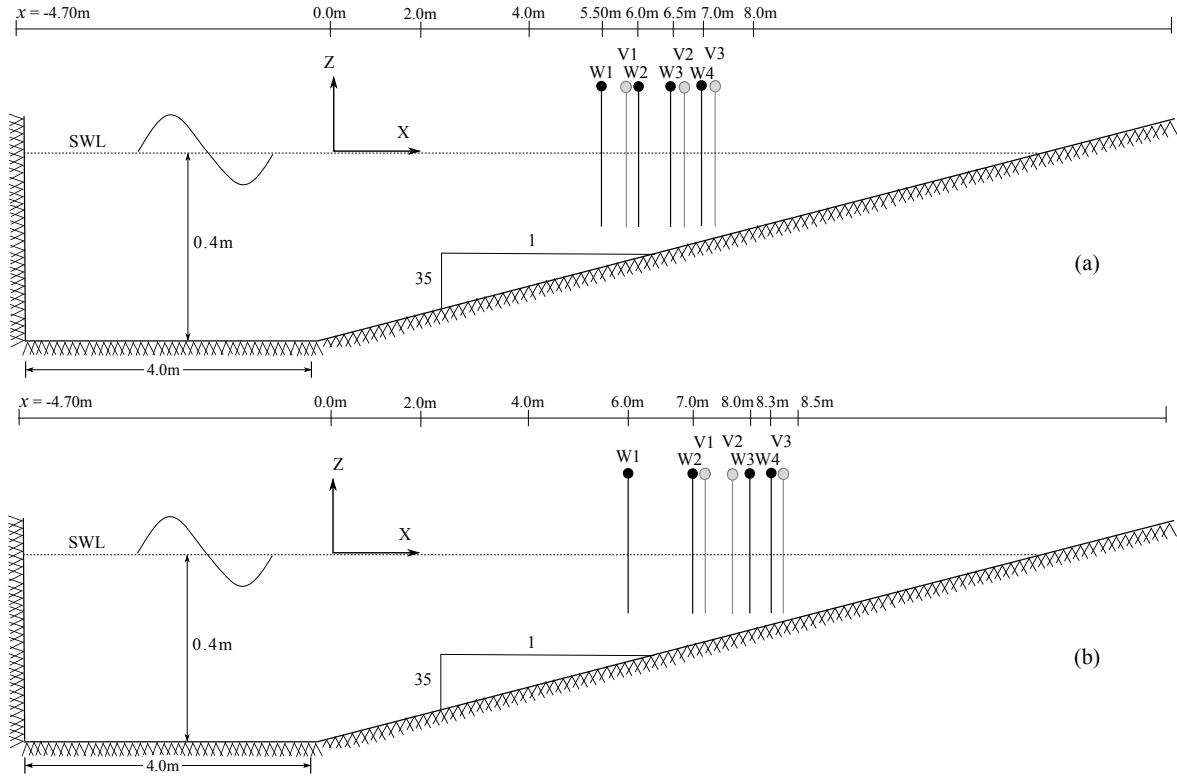 x = -4.70m 0.0m 2.0m 4.0m 5.50m 6.0m 6.5m 7.0m 8.0m
Z V1 V2 V3
W1 W2 W3 W4
SWL X
0.4m
1
35
(a)
4.0m
x = -4.70m 0.0m 2.0m 4.0m 6.0m 7.0m 8.0m 8.3m 8.5m
V1 V2 V3
Z W1 W2 W3 W4
SWL X
0.4m
1
35
(b)
4.0m